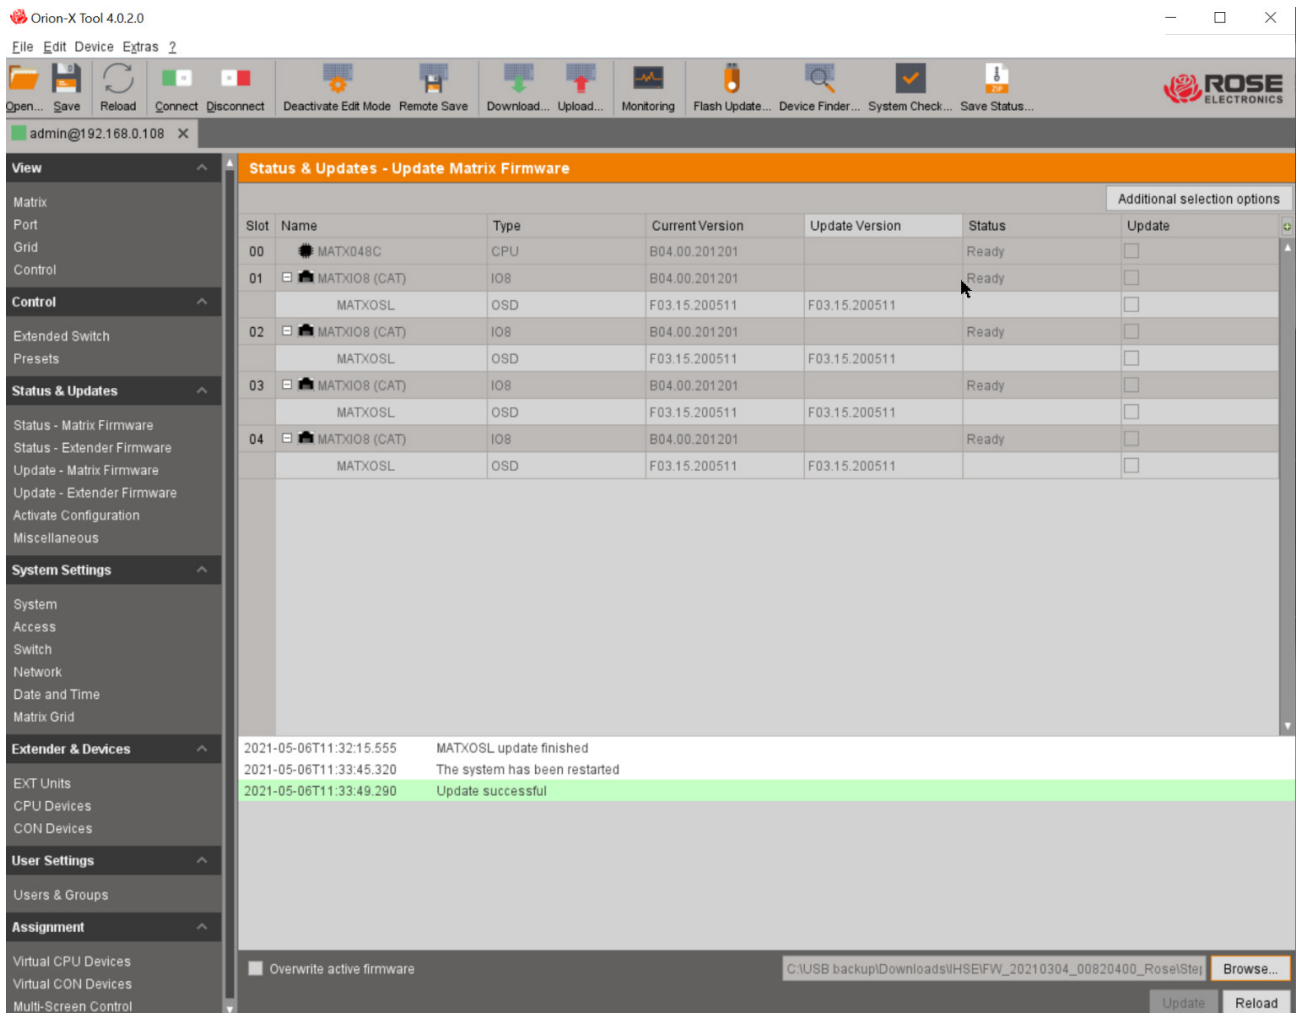 Orion-X Tool 4.0.2.0
File Edit Device Extras ?
Open... Save Reload Connect Disconnect Deactivate Edit Mode Remote Save Download... Upload... Monitoring Flash Update... Device Finder... System Check... Save Status...
ZIP
ROSE
ELECTRONICS
admin@192.168.0.108
View
Matrix
Port
Grid
Control
Control
Extended Switch
Presets
Status & Updates
Status - Matrix Firmware
Status - Extender Firmware
Update - Matrix Firmware
Update - Extender Firmware
Activate Configuration
Miscellaneous
System Settings
System
Access
Switch
Network
Date and Time
Matrix Grid
Extender & Devices
EXT Units
CPU Devices
CON Devices
User Settings
Users & Groups
Assignment
Virtual CPU Devices
Virtual CON Devices
Multi-Screen Control
Status & Updates - Update Matrix Firmware
Additional selection options
Slot Name Type Current Version Update Version Status Update
00 MATX048C CPU B04.00.201201 Ready
01 MATXIO8 (CAT) IO8 B04.00.201201 Ready
MATXOSL OSD F03.15.200511 F03.15.200511
02 MATXIO8 (CAT) IO8 B04.00.201201 Ready
MATXOSL OSD F03.15.200511 F03.15.200511
03 MATXIO8 (CAT) IO8 B04.00.201201 Ready
MATXOSL OSD F03.15.200511 F03.15.200511
04 MATXIO8 (CAT) IO8 B04.00.201201 Ready
MATXOSL OSD F03.15.200511 F03.15.200511
2021-05-06T11:32:15.555 MATXOSL update finished
2021-05-06T11:33:45.320 The system has been restarted
2021-05-06T11:33:49.290 Update successful
Overwrite active firmware
C:\USB backup\Downloads\IHSE\FW_20210304_00820400_Rose\Step
Browse...
Update Reload